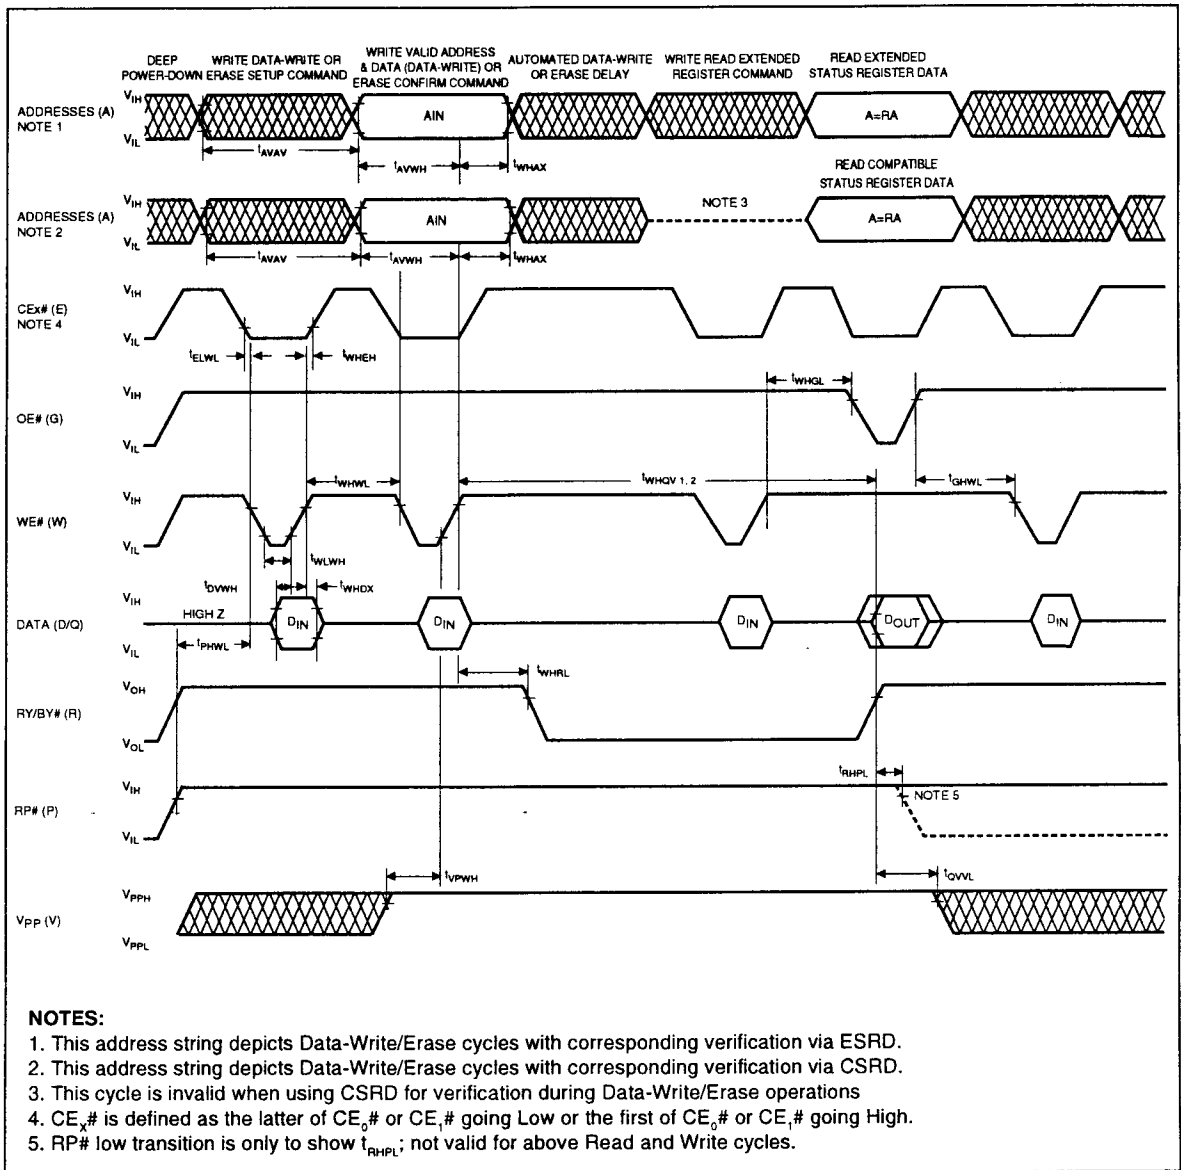 DEEP POWER-DOWN
WRITE DATA-WRITE OR ERASE SETUP COMMAND
WRITE VALID ADDRESS & DATA (DATA-WRITE) OR ERASE CONFIRM COMMAND
AUTOMATED DATA-WRITE OR ERASE DELAY
WRITE READ EXTENDED REGISTER COMMAND
READ EXTENDED STATUS REGISTER DATA
ADDRESSES (A)
NOTE 1
VIH
VIL
AIN
A=RA
tAVAV
tAVWH
tWHAX
READ COMPATIBLE STATUS REGISTER DATA
ADDRESSES (A)
NOTE 2
VIH
VIL
AIN
NOTE 3
A=RA
tAVAV
tAVWH
tWHAX
CEx# (E)
NOTE 4
VIH
VIL
tELWL
tWHEH
OE# (G)
VIH
VIL
tWHGL
WE# (W)
VIH
VIL
tWHWL
tWHQV 1, 2
tGHWL
tWLWH
DATA (D/Q)
VIH
VIL
HIGH Z
tDVWH
tWHDX
DIN
DIN
DIN
DOUT
DIN
tPHWL
RY/BY# (R)
VOH
VOL
tWHRL
RP# (P)
VIH
VIL
tRHPL
NOTE 5
VPP (V)
VPPH
VPPL
tVPWH
tQVVL
NOTES:
1. This address string depicts Data-Write/Erase cycles with corresponding verification via ESRD.
2. This address string depicts Data-Write/Erase cycles with corresponding verification via CSRD.
3. This cycle is invalid when using CSRD for verification during Data-Write/Erase operations
4. CEx# is defined as the latter of CE0# or CE1# going Low or the first of CE0# or CE1# going High.
5. RP# low transition is only to show tRHPL; not valid for above Read and Write cycles.